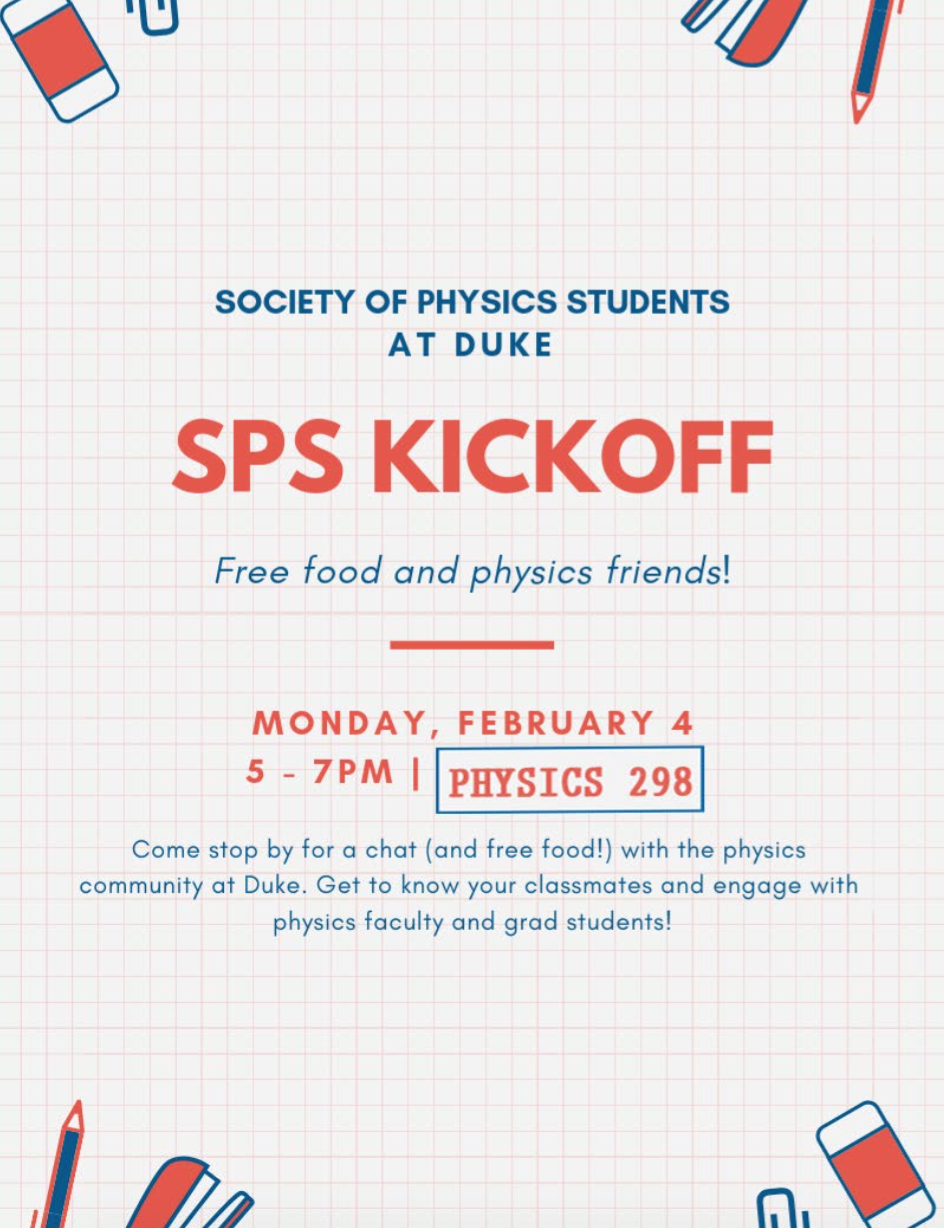 SOCIETY OF PHYSICS STUDENTS
AT DUKE
SPS KICKOFF
Free food and physics friends!
MONDAY, FEBRUARY 4
5 - 7PM | PHYSICS 298
Come stop by for a chat (and free food!) with the physics
community at Duke. Get to know your classmates and engage with
physics faculty and grad students!